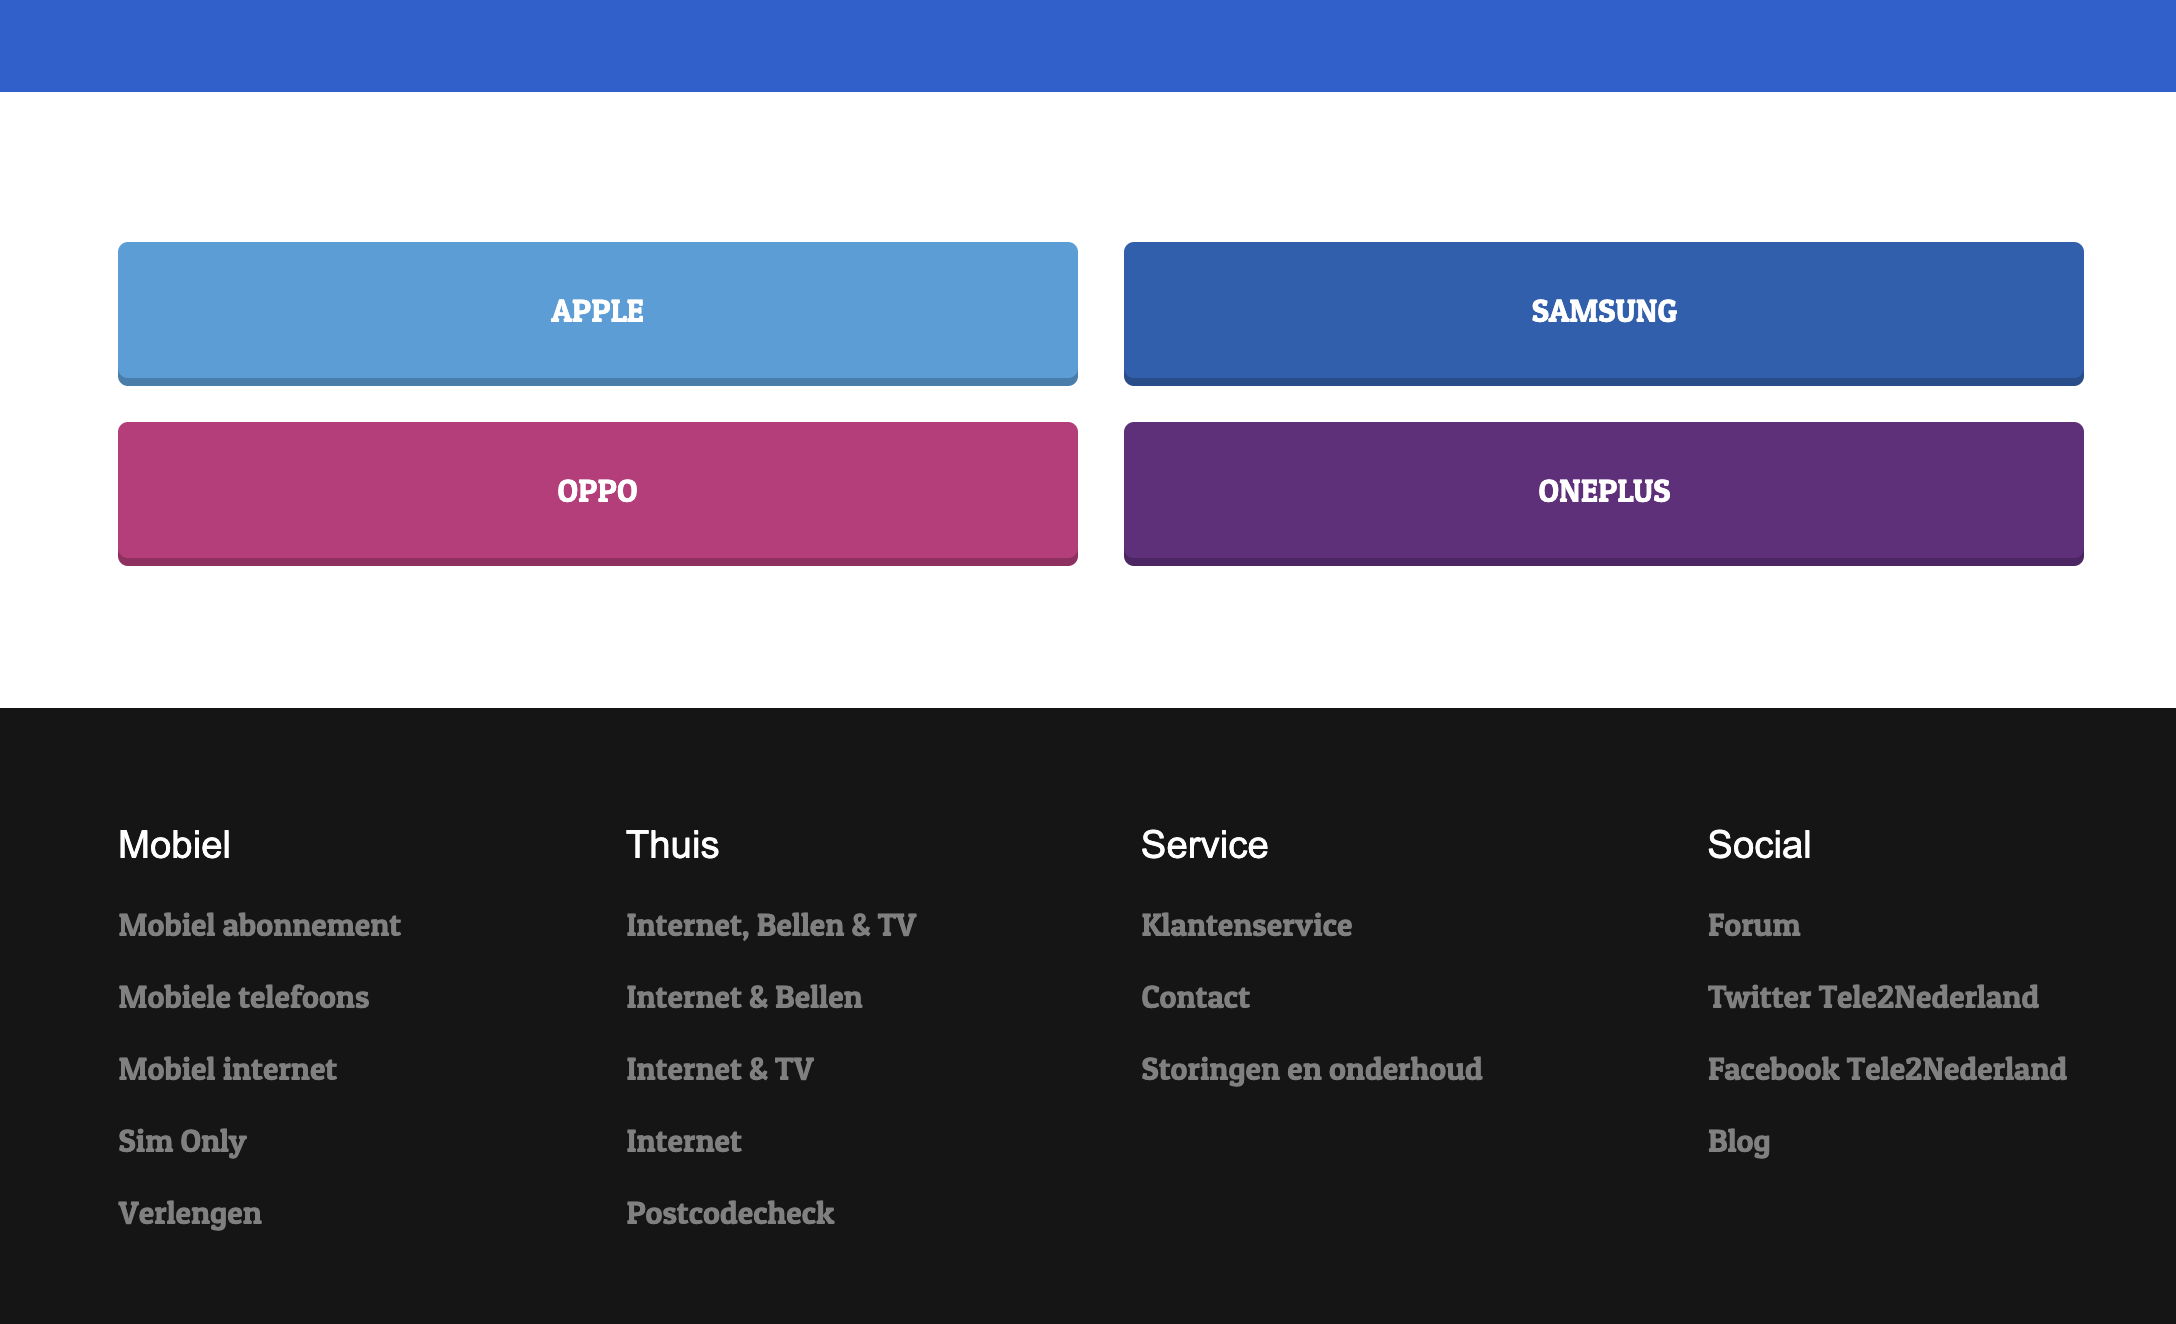 APPLE
SAMSUNG
OPPO
ONEPLUS
Mobiel
Mobiel abonnement
Mobiele telefoons
Mobiel internet
Sim Only
Verlengen
Thuis
Internet, Bellen & TV
Internet & Bellen
Internet & TV
Internet
Postcodecheck
Service
Klantenservice
Contact
Storingen en onderhoud
Social
Forum
Twitter Tele2Nederland
Facebook Tele2Nederland
Blog